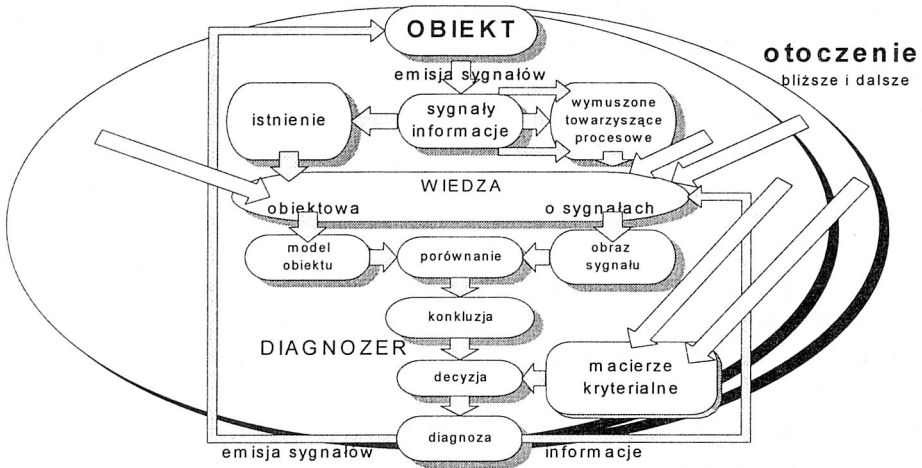 OBIEKT
otoczenie
bliższe i dalsze
emisja sygnałów
istnienie
sygnały
informacje
wymuszone
towarzyszące
procesowe
WIEDZA
obiektowa
o sygnałach
model
obiektu
porównanie
obraz
sygnału
konkluzja
DIAGNOZER
decyzja
macierze
kryterialne
diagnoza
emisja sygnałów
informacje